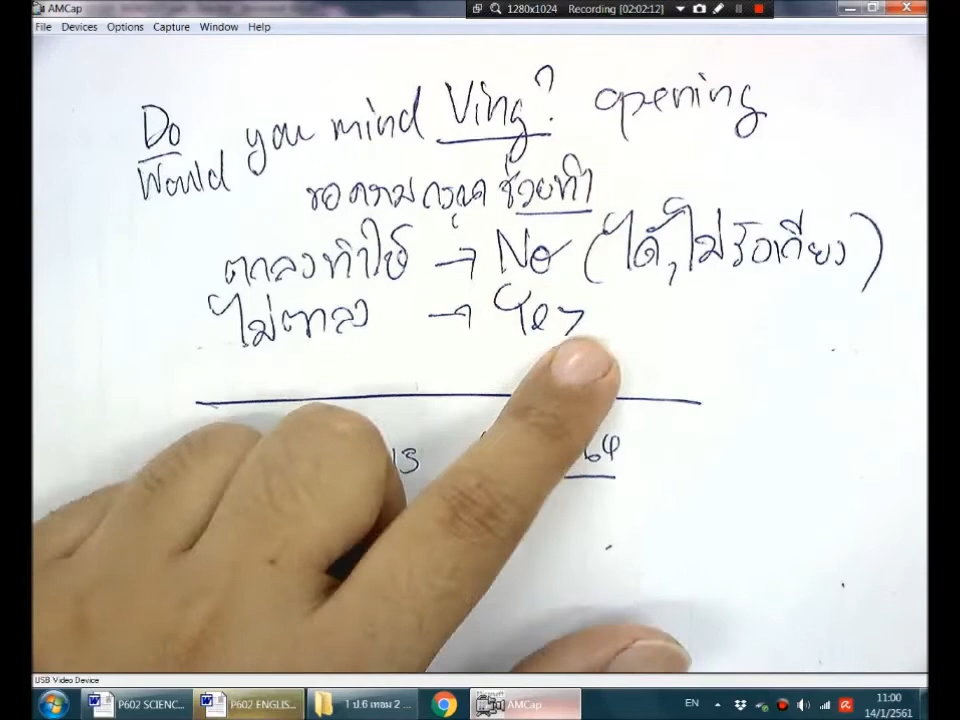 AMCap
1280x1024 Recording [02:02:12]
File Devices Options Capture Window Help
Do you mind Ving? opening
Would
ขอความกรุณาช่วยทำ
ตกลงทำให้ → No (ได้, ไม่รังเกียจ)
ไม่ตกลง → Yes
13 64
USB Video Device
P602 SCIENC... P602 ENGLIS... 1 ป.6 เทอม 2 ... AMCap EN 11:00
14/1/2561